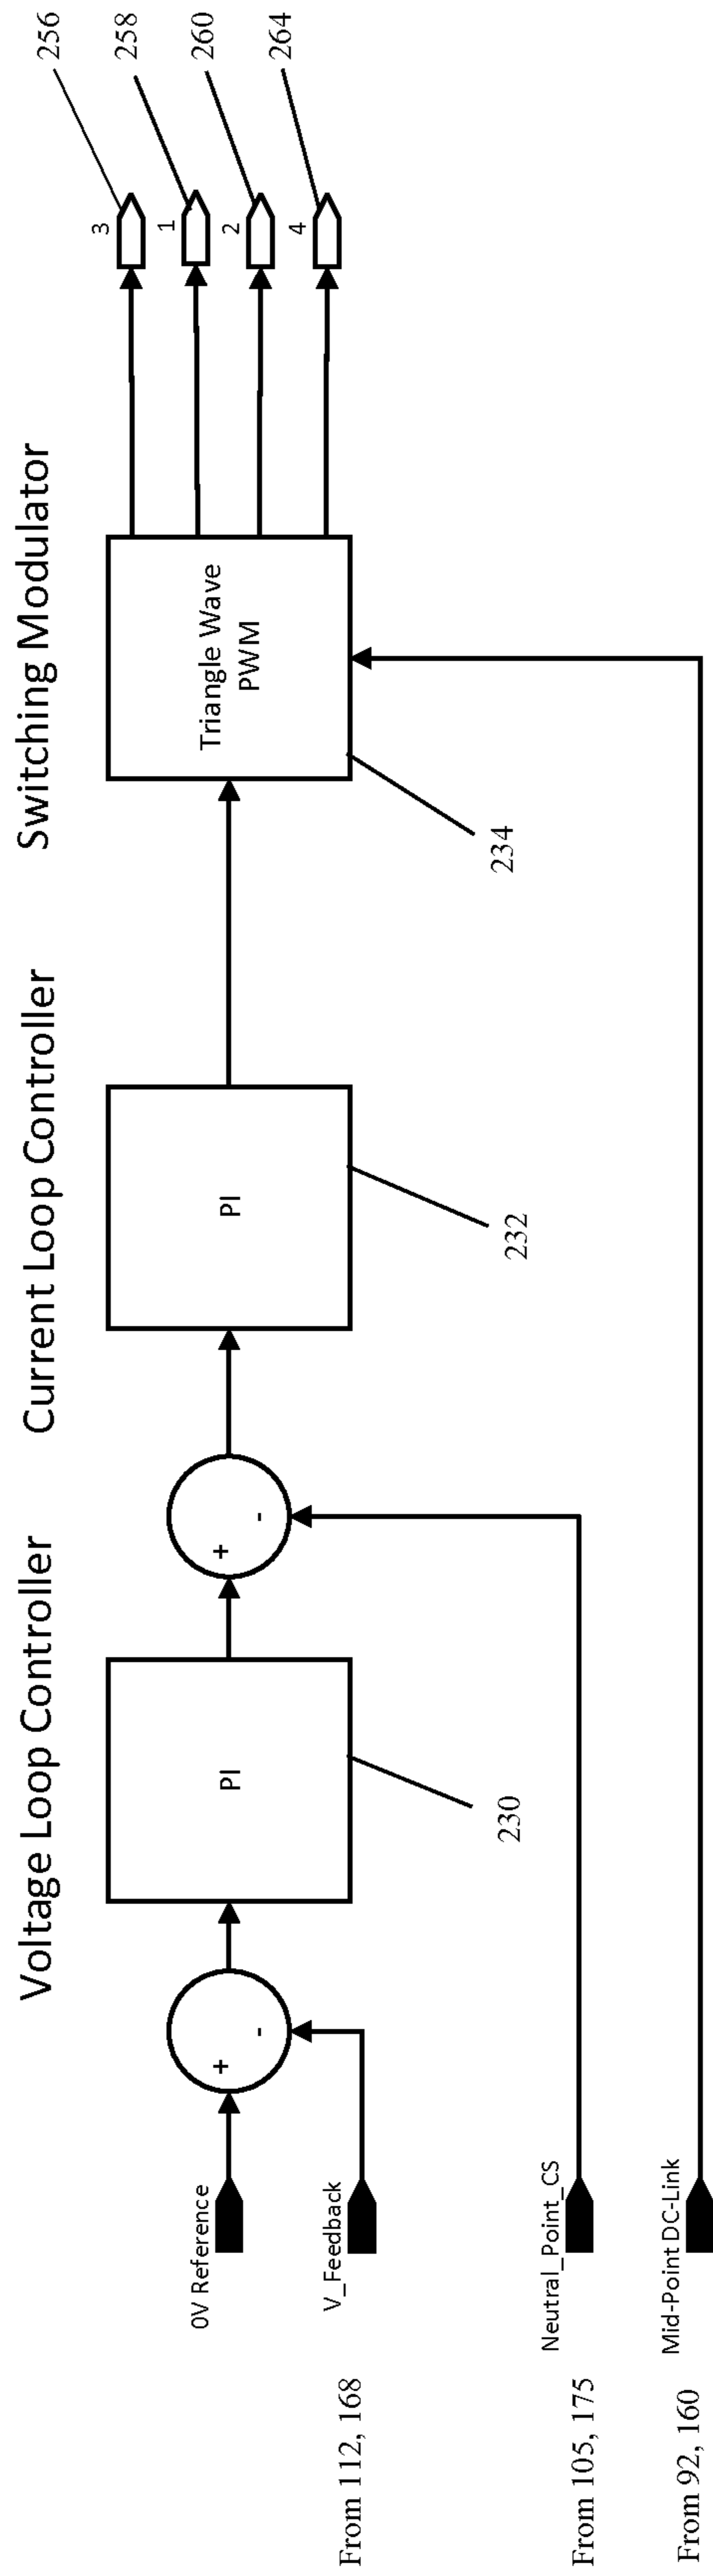 Voltage Loop Controller
Current Loop Controller
Switching Modulator
0V Reference
+
-
PI
230
+
-
PI
232
Triangle Wave
PWM
234
3
256
1
258
2
260
4
264
V_Feedback
From 112, 168
Neutral_Point_CS
From 105, 175
Mid-Point DC-Link
From 92, 160